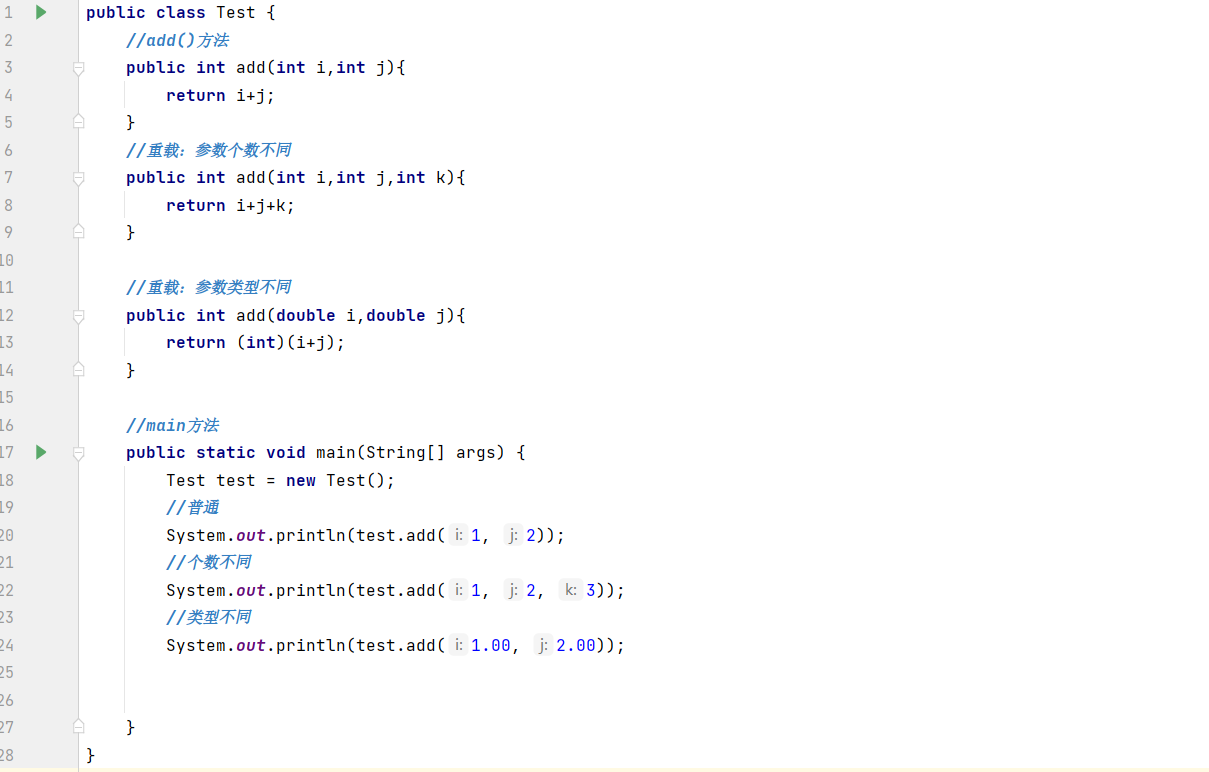 1 public class Test {
2 //add()方法
3 public int add(int i,int j){
4 return i+j;
5 }
6 //重载：参数个数不同
7 public int add(int i,int j,int k){
8 return i+j+k;
9 }
10
11 //重载：参数类型不同
12 public int add(double i,double j){
13 return (int)(i+j);
14 }
15
16 //main方法
17 public static void main(String[] args) {
18 Test test = new Test();
19 //普通
20 System.out.println(test.add( i: 1, j: 2));
21 //个数不同
22 System.out.println(test.add( i: 1, j: 2, k: 3));
23 //类型不同
24 System.out.println(test.add( i: 1.00, j: 2.00));
25
26
27 }
28 }